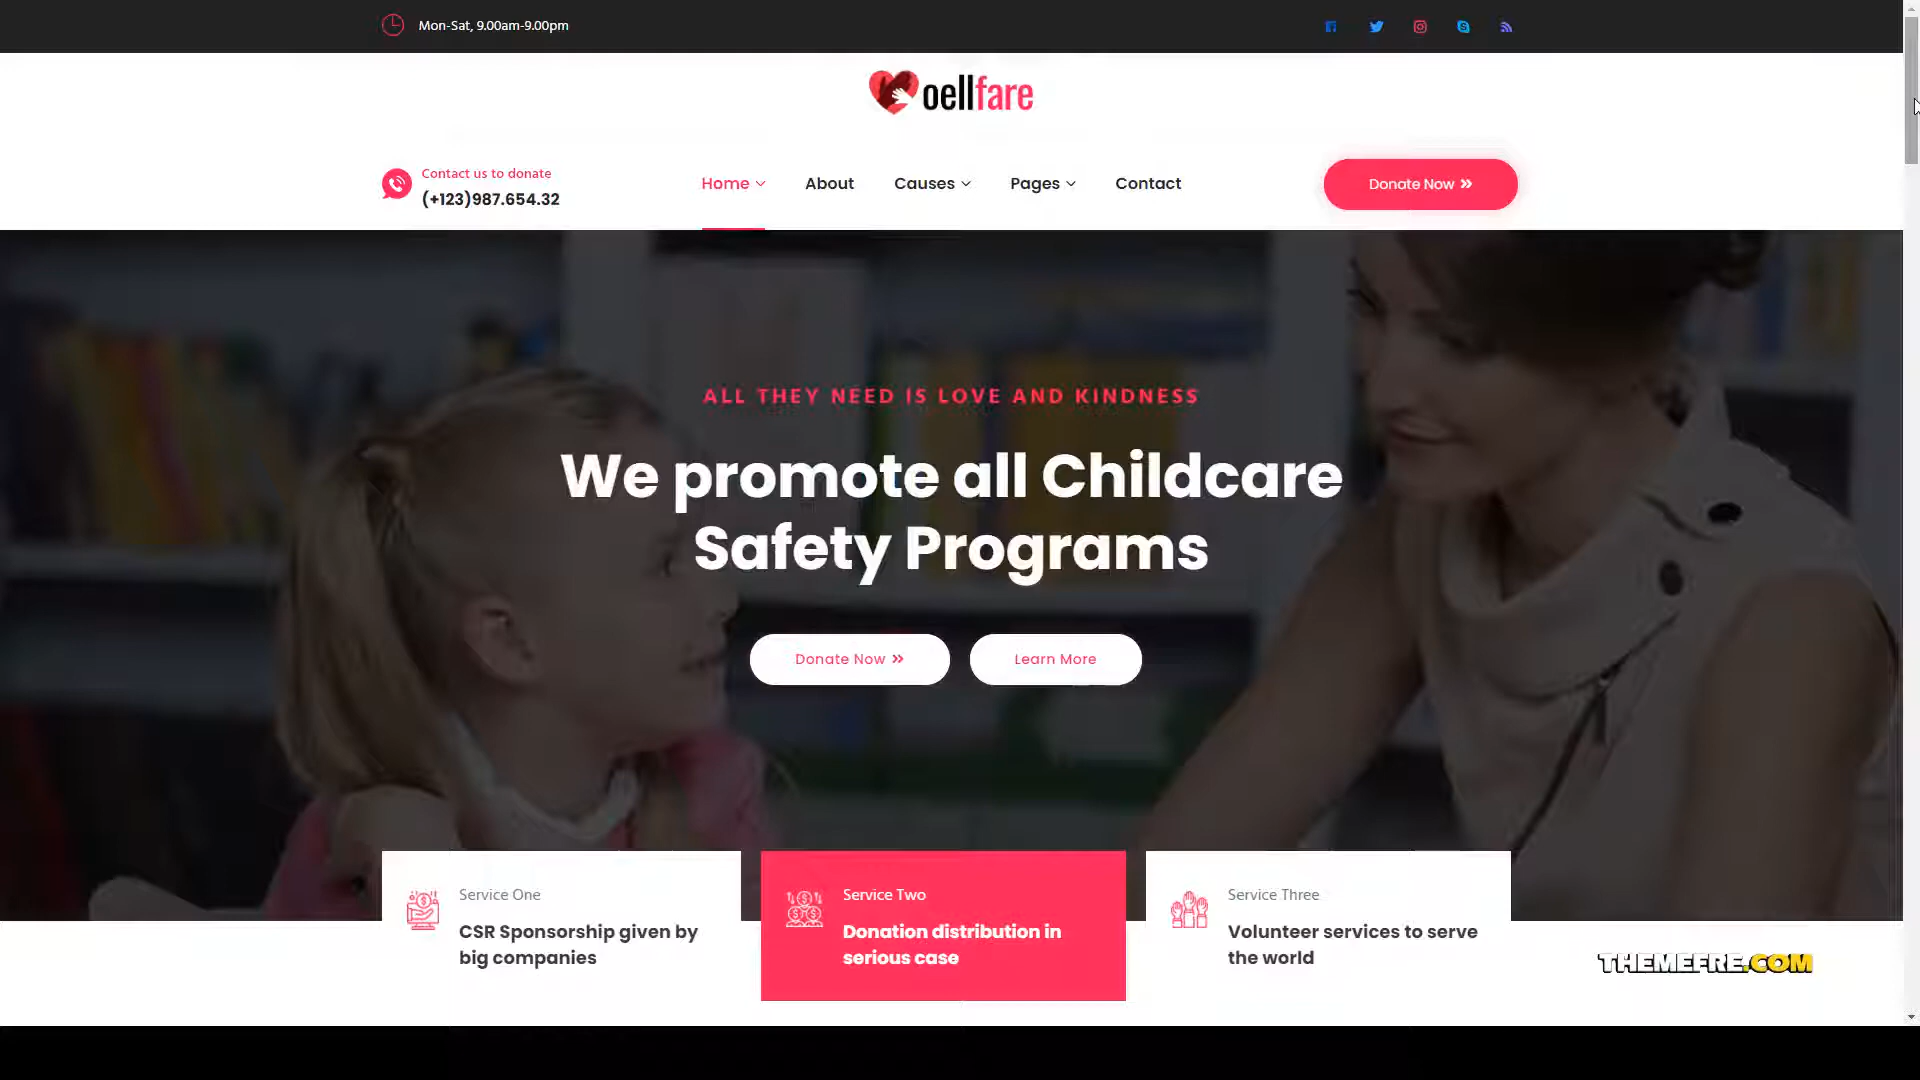 Mon-Sat, 9.00am-9.00pm
oellfare
Contact us to donate
(+123)987.654.32
Home
About
Causes
Pages
Contact
Donate Now
ALL THEY NEED IS LOVE AND KINDNESS
We promote all Childcare
Safety Programs
Donate Now
Learn More
Service One
CSR Sponsorship given by
big companies
Service Two
Donation distribution in
serious case
Service Three
Volunteer services to serve
the world
THEMEFRE.COM